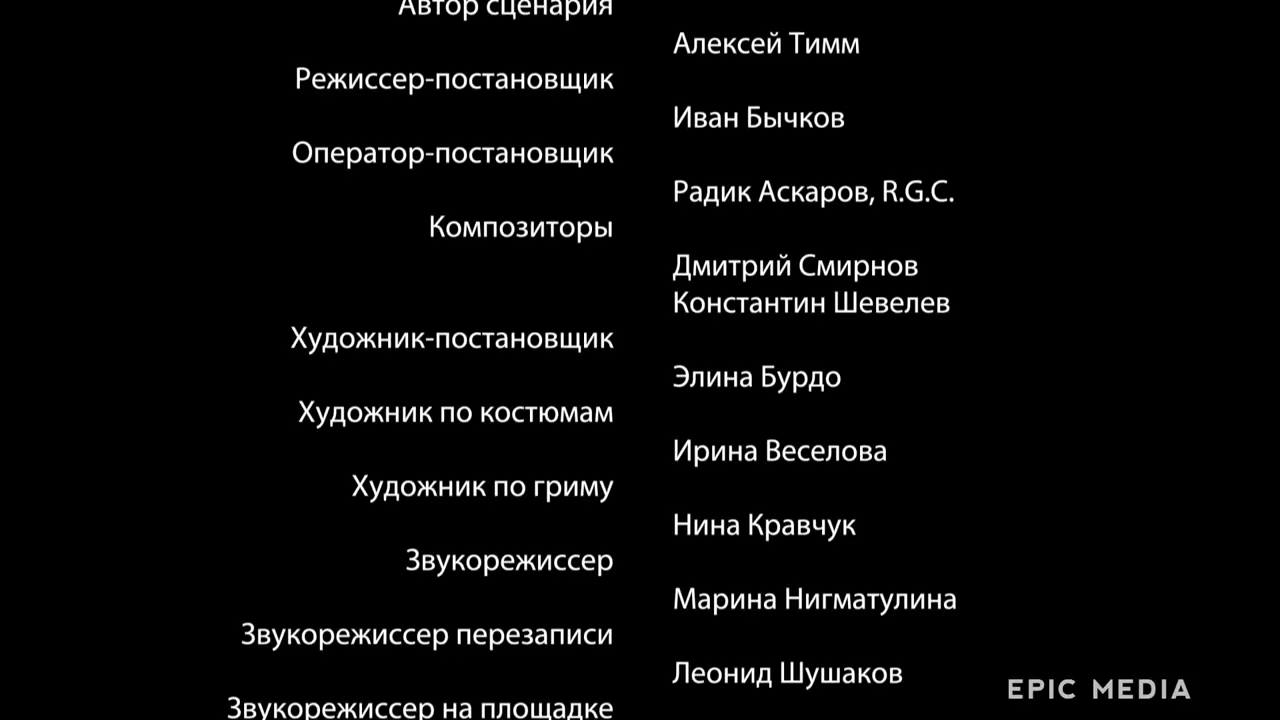 Автор сценария
Алексей Тимм
Режиссер-постановщик
Иван Бычков
Оператор-постановщик
Радик Аскаров, R.G.C.
Композиторы
Дмитрий Смирнов
Константин Шевелев
Художник-постановщик
Элина Бурдо
Художник по костюмам
Ирина Веселова
Художник по гриму
Нина Кравчук
Звукорежиссер
Марина Нигматулина
Звукорежиссер перезаписи
Леонид Шушаков
EPIC MEDIA
Звукорежиссер на площадке